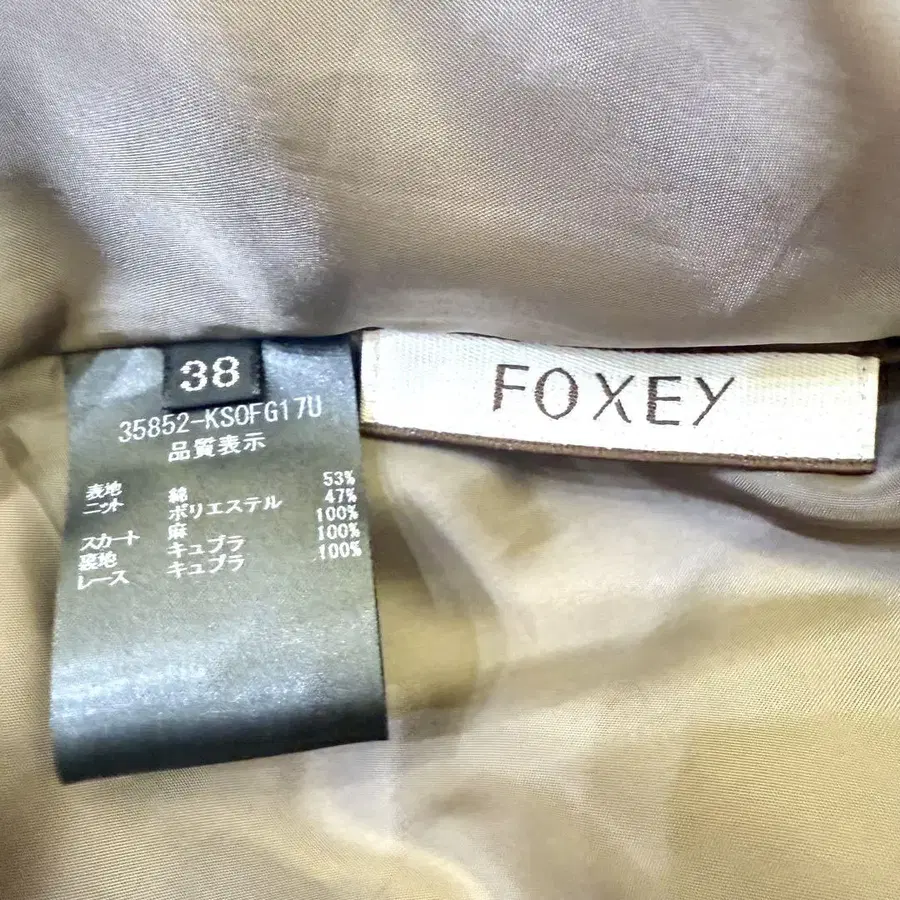 38
35852-KSOFG17U
品質表示
表地
ニット 綿 53%
ポリエステル 47%
スカート 麻 100%
裏地 キュプラ 100%
レース キュプラ 100%
FOXEY